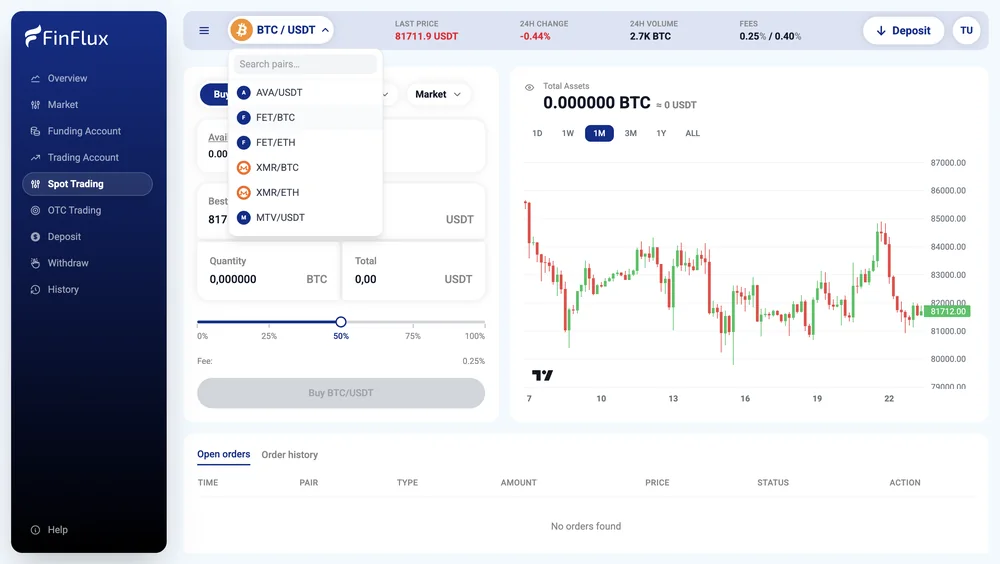 FinFlux
Overview
Market
Funding Account
Trading Account
Spot Trading
OTC Trading
Deposit
Withdraw
History
Help
BTC / USDT
LAST PRICE
81711.9 USDT
24H CHANGE
-0.44%
24H VOLUME
2.7K BTC
FEES
0.25% / 0.40%
Deposit
TU
Search pairs...
A AVA/USDT
F FET/BTC
F FET/ETH
XMR/BTC
XMR/ETH
M MTV/USDT
Market
USDT
Quantity
0,000000 BTC
Total
0,00 USDT
0% 25% 50% 75% 100%
Fee: 0.25%
Buy BTC/USDT
Total Assets
0.000000 BTC ≈ 0 USDT
1D 1W 1M 3M 1Y ALL
87000.00
86000.00
84000.00
83000.00
82000.00
81712.00
81000.00
80000.00
79000.00
7 10 13 16 19 22
Open orders Order history
TIME PAIR TYPE AMOUNT PRICE STATUS ACTION
No orders found